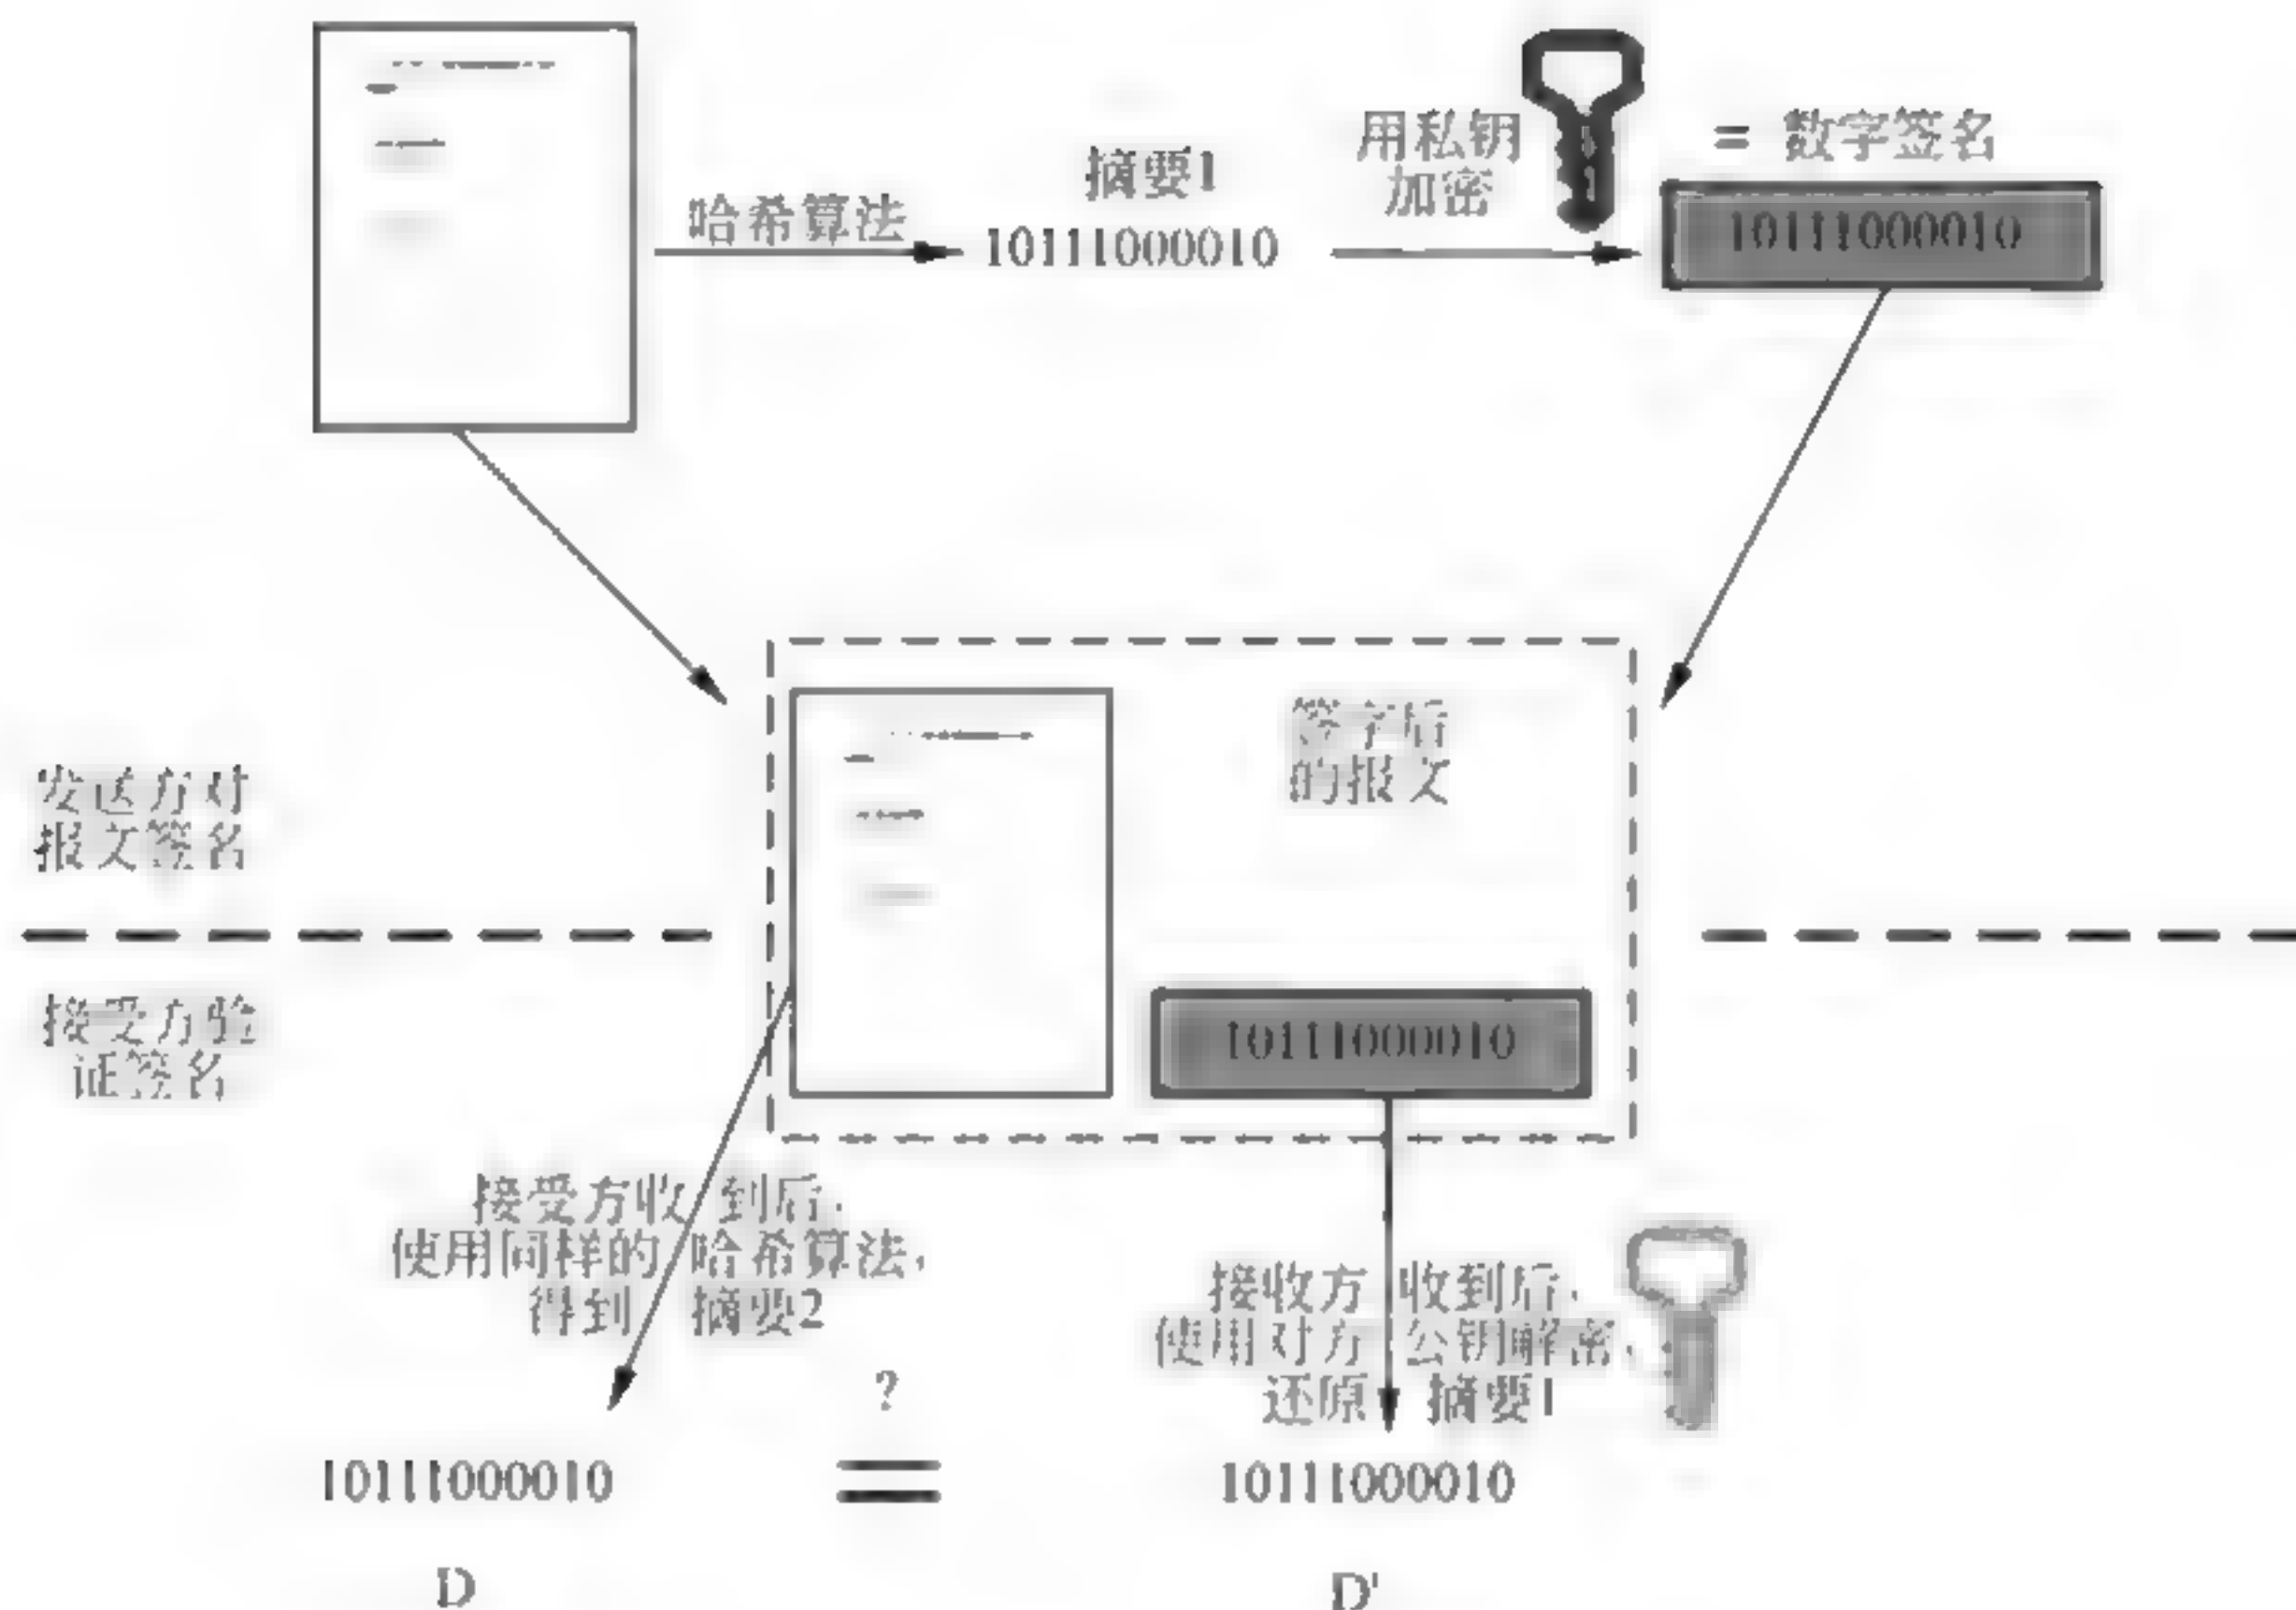 哈希算法
摘要1
10111000010
用私钥
加密
= 数字签名
10111000010
签字后
的报文
发送方对
报文签名
接受方验
证签名
10111000010
接受方收到后,
使用同样的哈希算法,
得到摘要2
接收方收到后,
使用对方公钥解密,
还原摘要1
?
10111000010
=
10111000010
D
D'